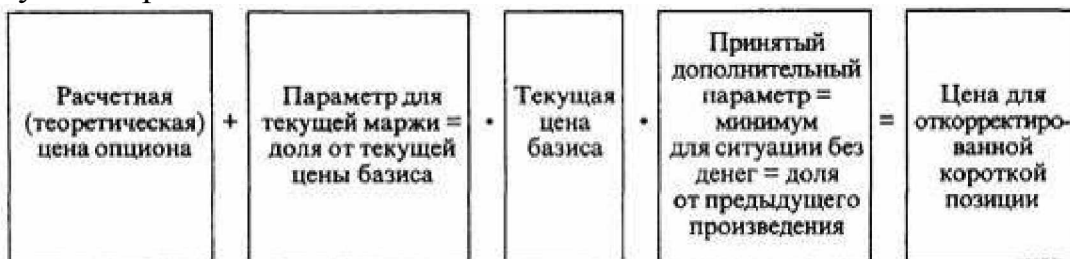 Расчетная
(теоретическая)
цена опциона
+
Параметр для
текущей маржи =
доля от текущей
цены базиса
·
Текущая
цена
базиса
·
Принятый
дополнительный
параметр =
минимум
для ситуации без
денег = доля
от предыдущего
произведения
=
Цена для
откорректиро-
ванной
короткой
позиции